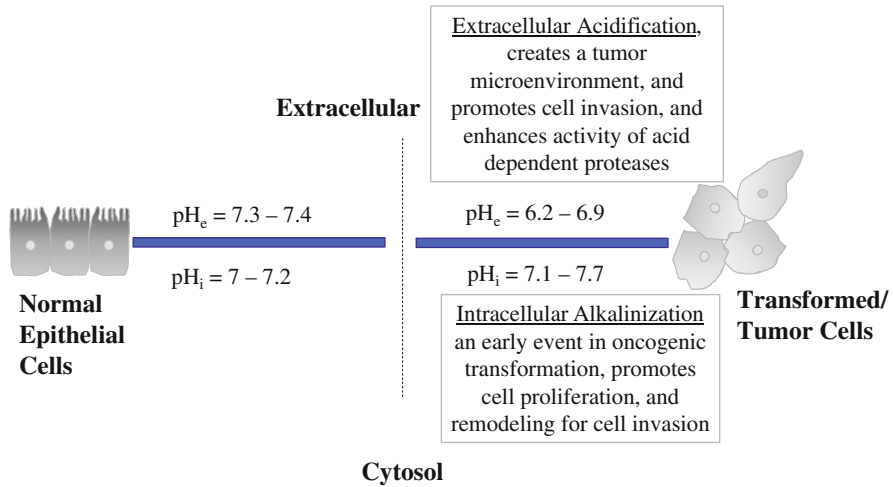 Extracellular Acidification,
creates a tumor
microenvironment, and
promotes cell invasion, and
enhances activity of acid
dependent proteases
Extracellular
pHe = 7.3 – 7.4
pHe = 6.2 – 6.9
pHi = 7 – 7.2
pHi = 7.1 – 7.7
Normal
Epithelial
Cells
Transformed/
Tumor Cells
Intracellular Alkalinization
an early event in oncogenic
transformation, promotes
cell proliferation, and
remodeling for cell invasion
Cytosol